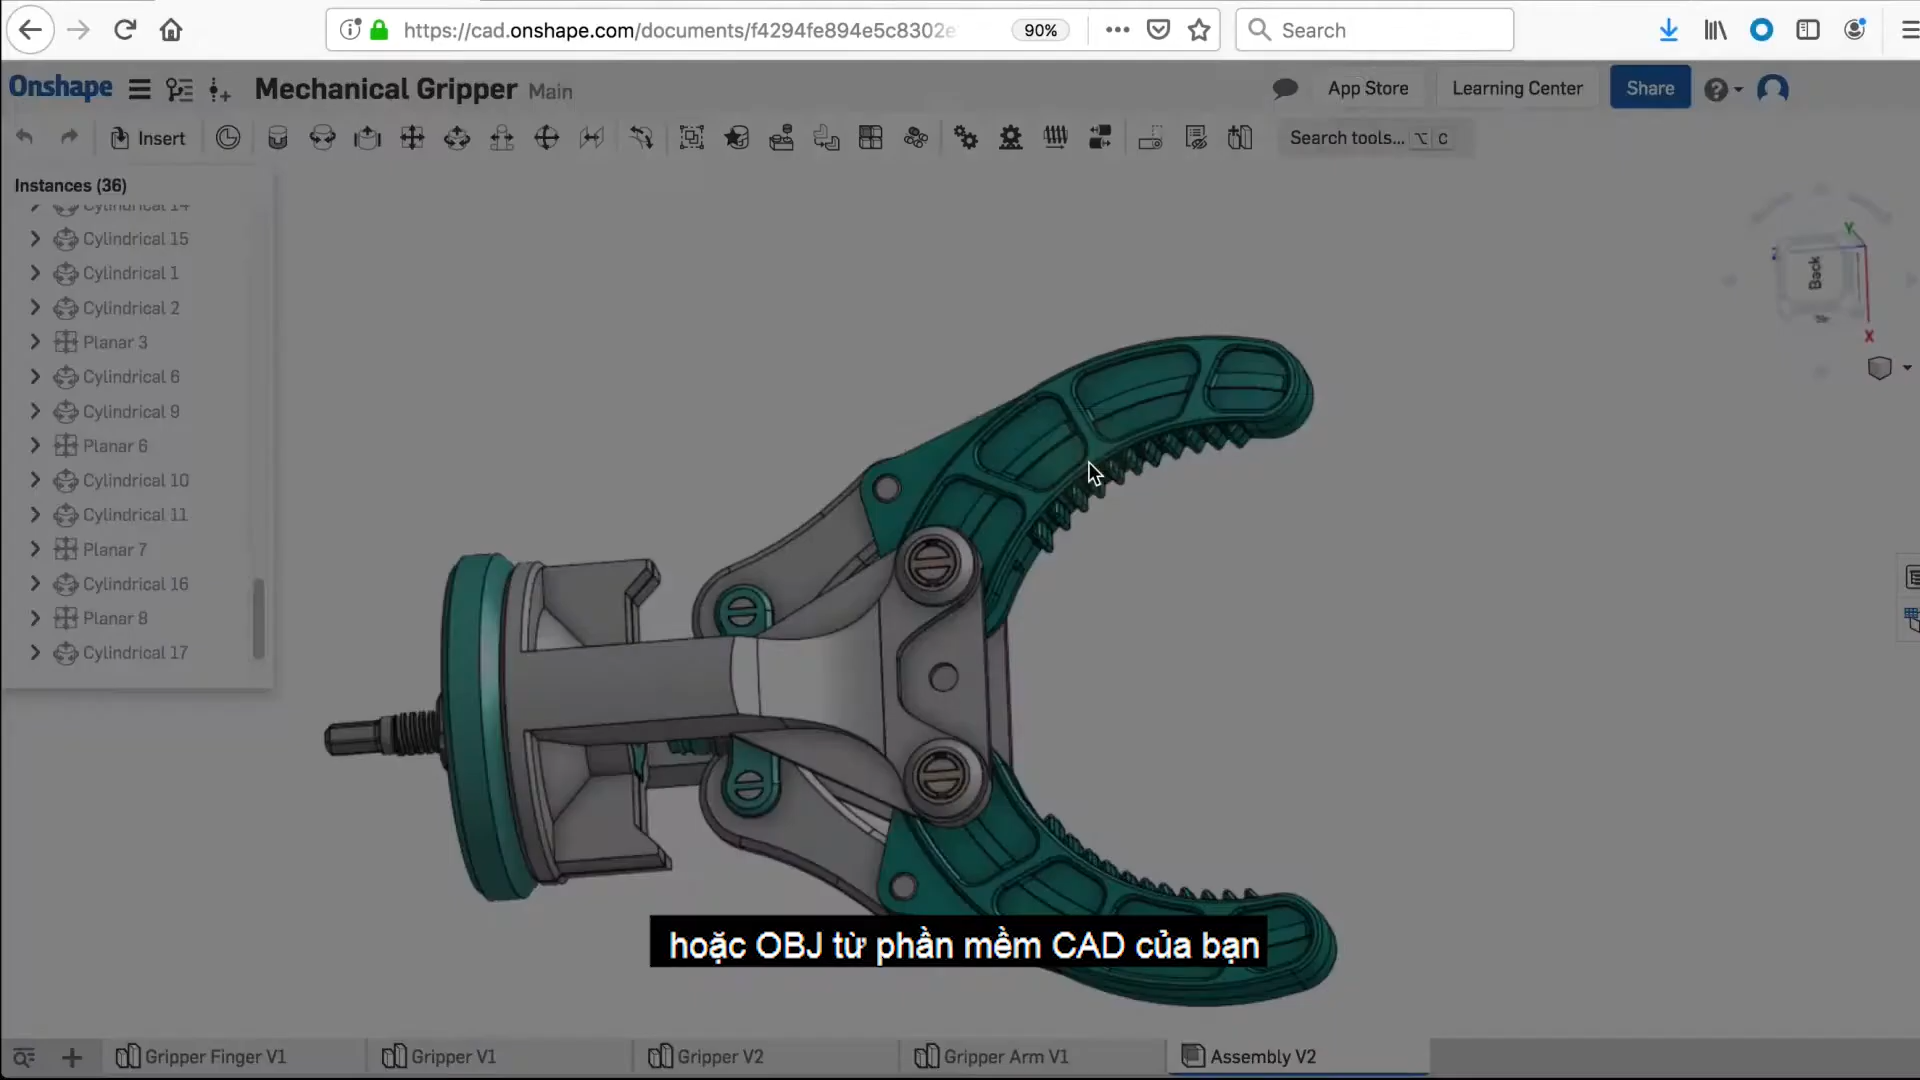 https://cad.onshape.com/documents/f4294fe894e5c8302e
90%
Search
Onshape
Mechanical Gripper Main
App Store
Learning Center
Share
Insert
Search tools... ⌥ C
Instances (36)
Cylindrical 14
Cylindrical 15
Cylindrical 1
Cylindrical 2
Planar 3
Cylindrical 6
Cylindrical 9
Planar 6
Cylindrical 10
Cylindrical 11
Planar 7
Cylindrical 16
Planar 8
Cylindrical 17
Y
Z
Back
X
hoặc OBJ từ phần mềm CAD của bạn
Gripper Finger V1
Gripper V1
Gripper V2
Gripper Arm V1
Assembly V2